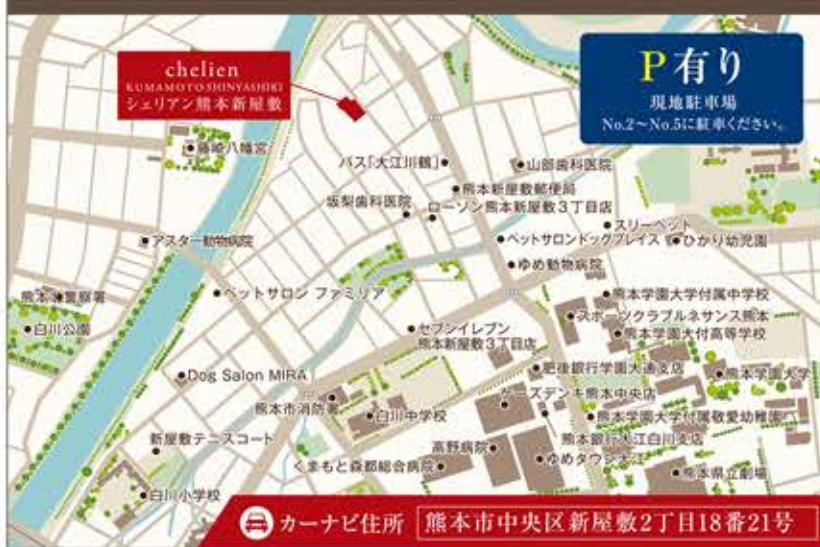 chelien
KUMAMOTO SHINYASHIKI
シェリアン熊本新屋敷
P有り
現地駐車場
No.2〜No.5に駐車ください。
藤崎八幡宮
バス「大江川鶴」
山部歯科医院
熊本新屋敷郵便局
坂梨歯科医院
ローソン熊本新屋敷3丁目店
スリーペット
アスター動物病院
ペットサロンドッグプレイス
ひかり幼児園
ゆめ動物病院
熊本東警察署
ペットサロン ファミリア
熊本学園大学付属中学校
白川公園
スポーツクラブルネサンス熊本
セブンイレブン
熊本新屋敷3丁目店
熊本学園大付高等学校
肥後銀行学園大通支店
Dog Salon MIRA
熊本学園大学
ケーズデンキ熊本中央店
熊本市消防署
白川中学校
熊本学園大学付属敬愛幼稚園
新屋敷テニスコート
高野病院
熊本銀行大江白川支店
くまもと森都総合病院
ゆめタウン大江
白川小学校
熊本県立劇場
カーナビ住所 熊本市中央区新屋敷2丁目18番21号